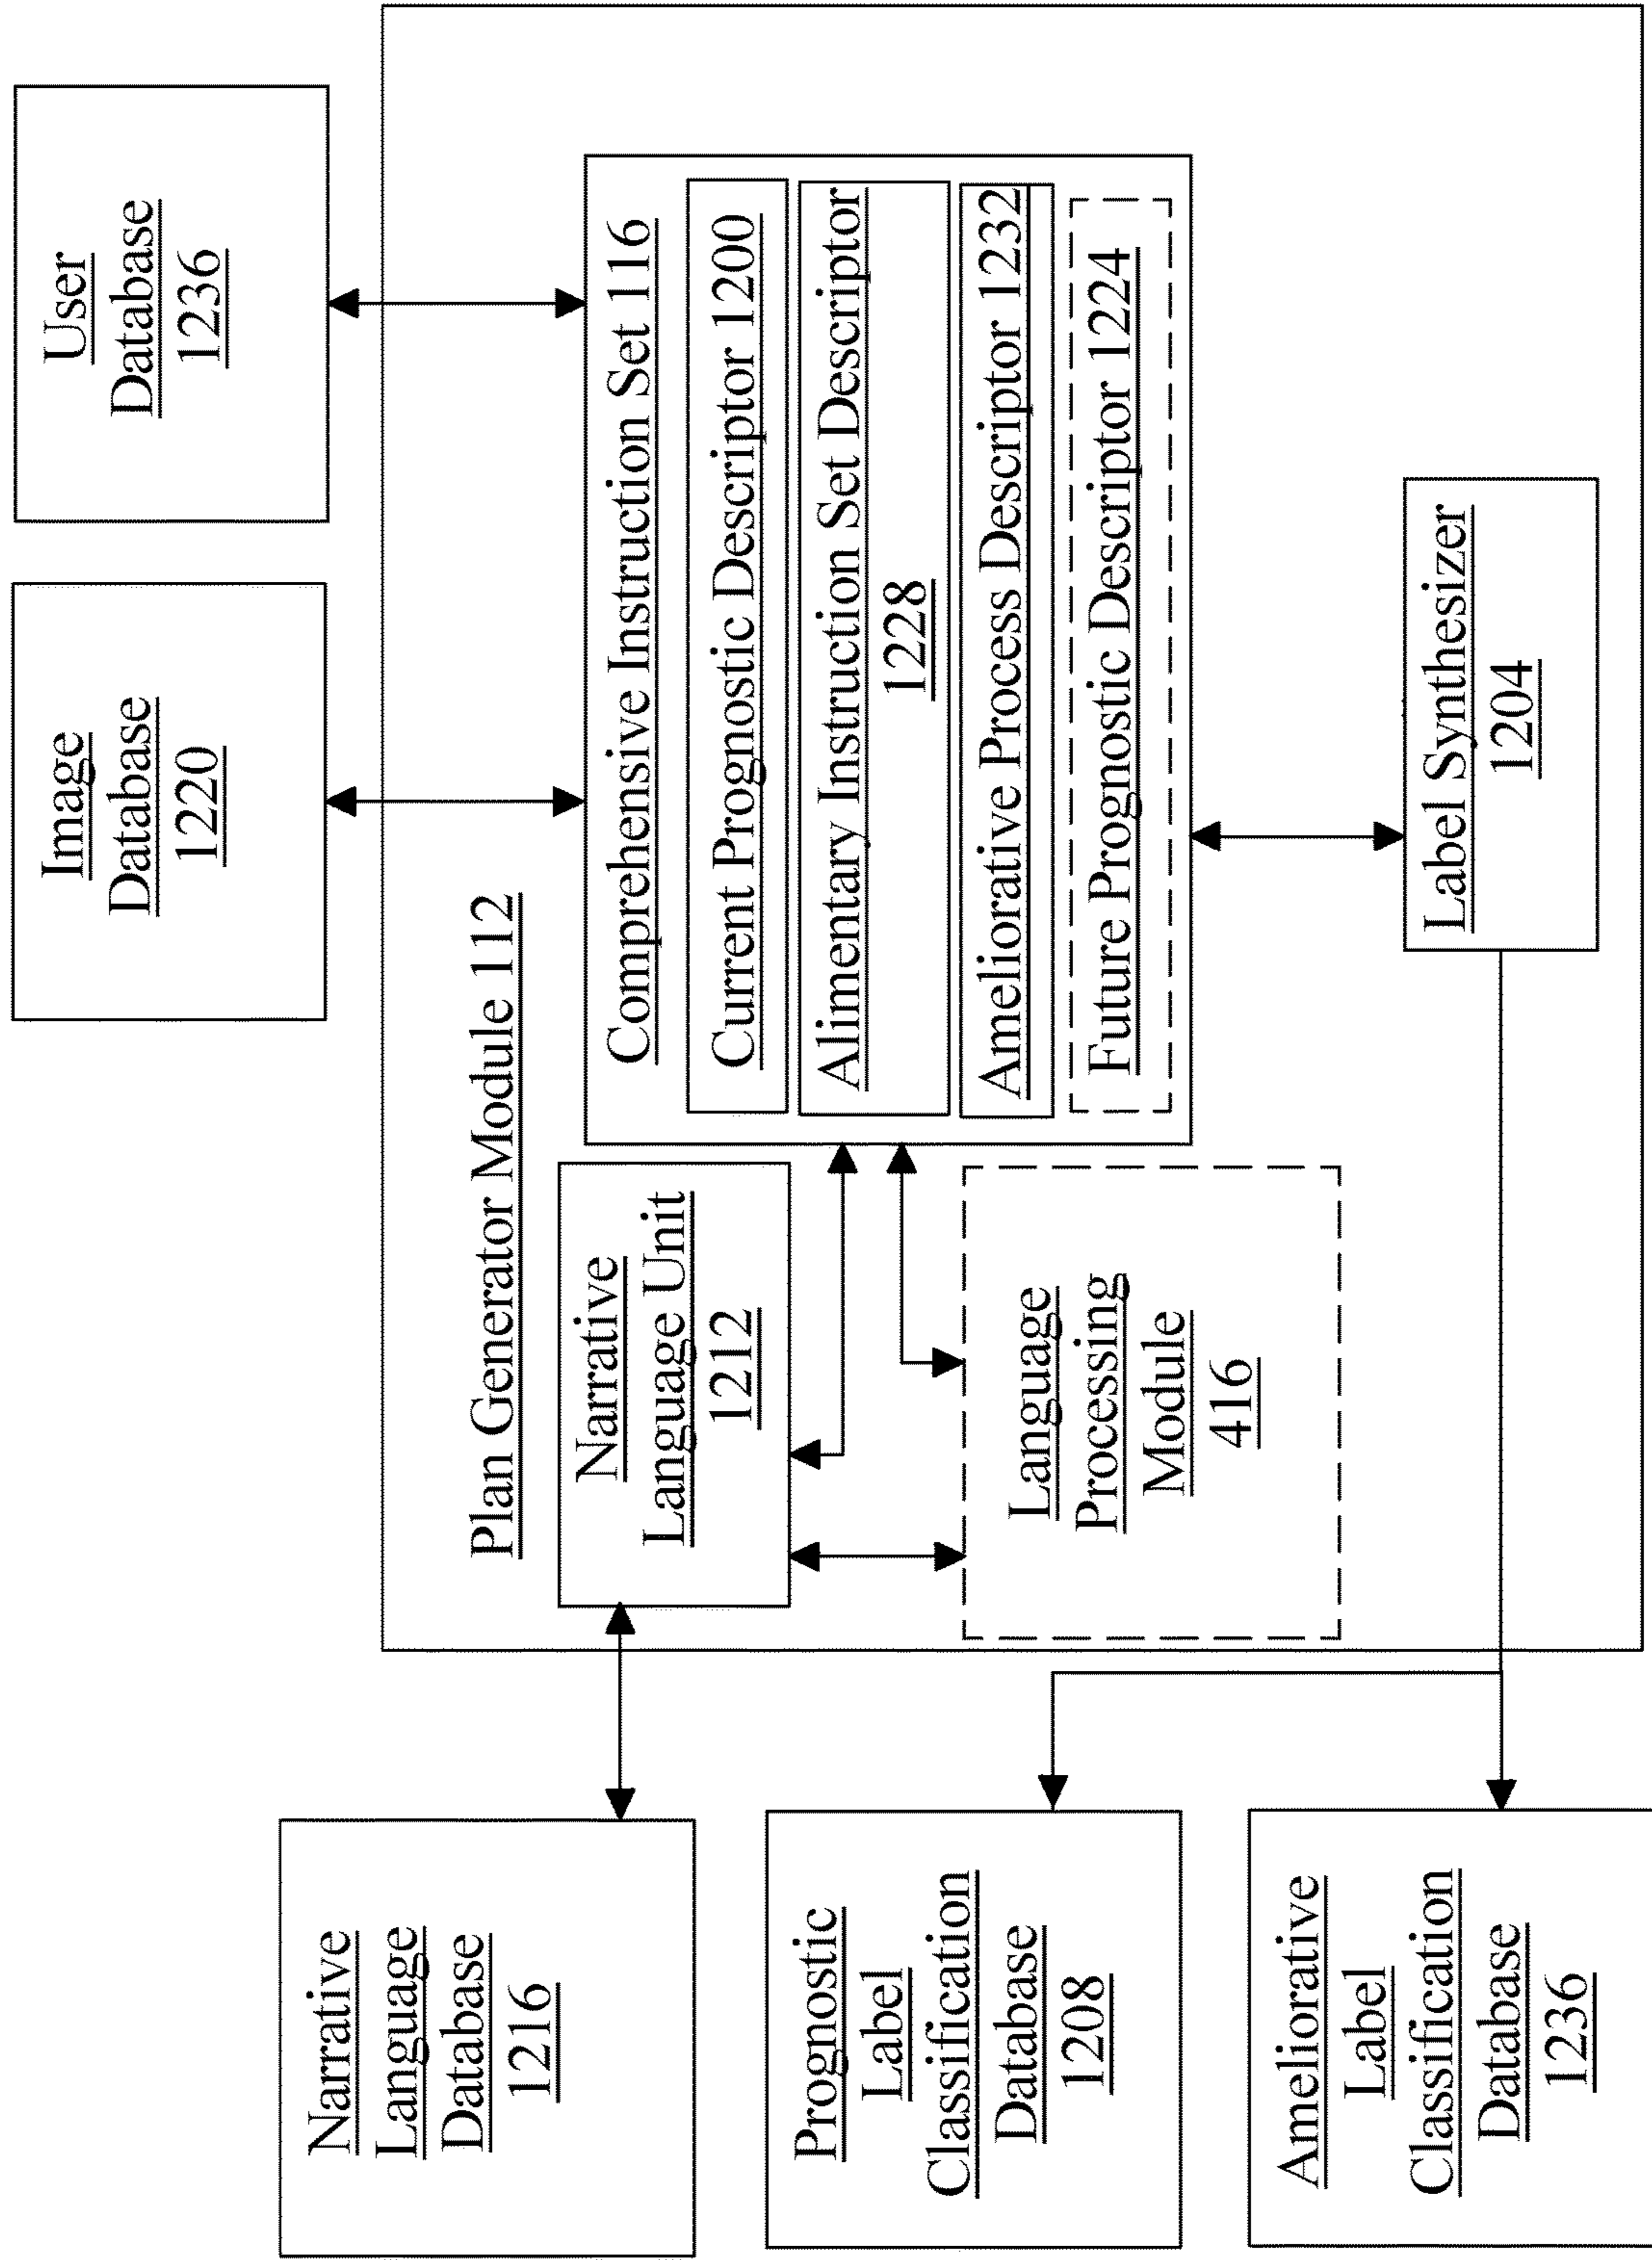 Image
Database
1220
User
Database
1236
Narrative
Language
Database
1216
Plan Generator Module 112
Narrative
Language Unit
1212
Comprehensive Instruction Set 116
Current Prognostic Descriptor 1200
Alimentary Instruction Set Descriptor
1228
Ameliorative Process Descriptor 1232
Future Prognostic Descriptor 1224
Language
Processing
Module
416
Prognostic
Label
Classification
Database
1208
Label Synthesizer
1204
Ameliorative
Label
Classification
Database
1236